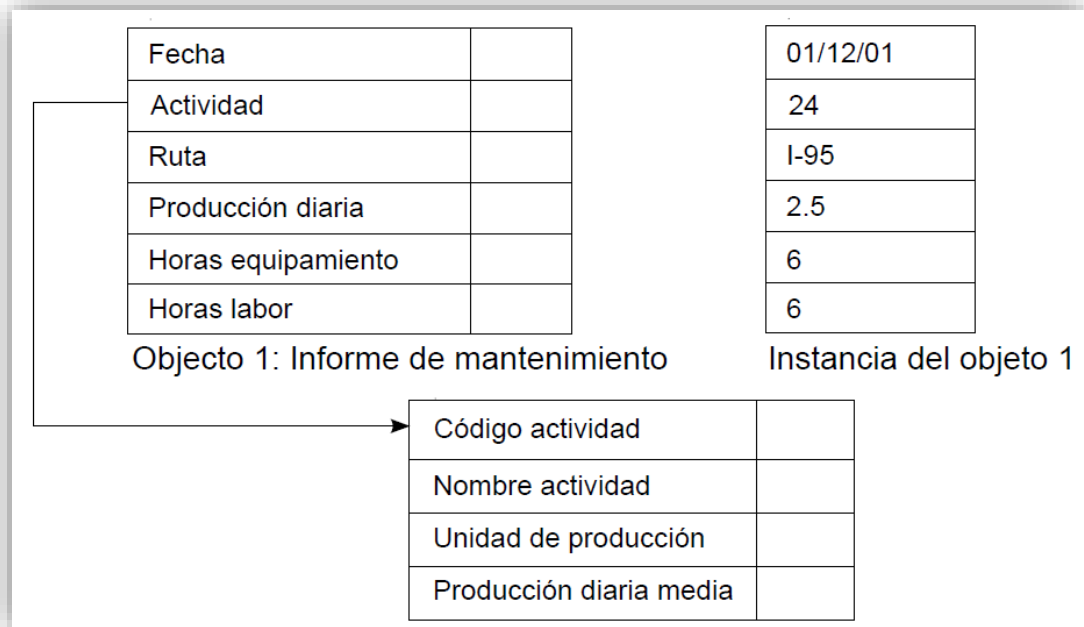 Fecha
01/12/01
Actividad
24
Ruta
I-95
Producción diaria
2.5
Horas equipamiento
6
Horas labor
6
Objecto 1: Informe de mantenimiento
Instancia del objeto 1
Código actividad
Nombre actividad
Unidad de producción
Producción diaria media